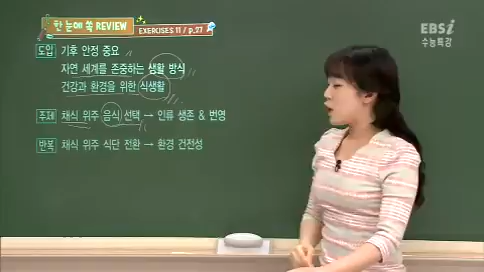 한 눈에 쏙 REVIEW
EXERCISES 11 / p.27
EBSi
수능특강
도입 기후 안정 중요
자연 세계를 존중하는 생활 방식
건강과 환경을 위한 식생활
주제 채식 위주 음식 선택 → 인류 생존 & 번영
반복 채식 위주 식단 전환 → 환경 건전성